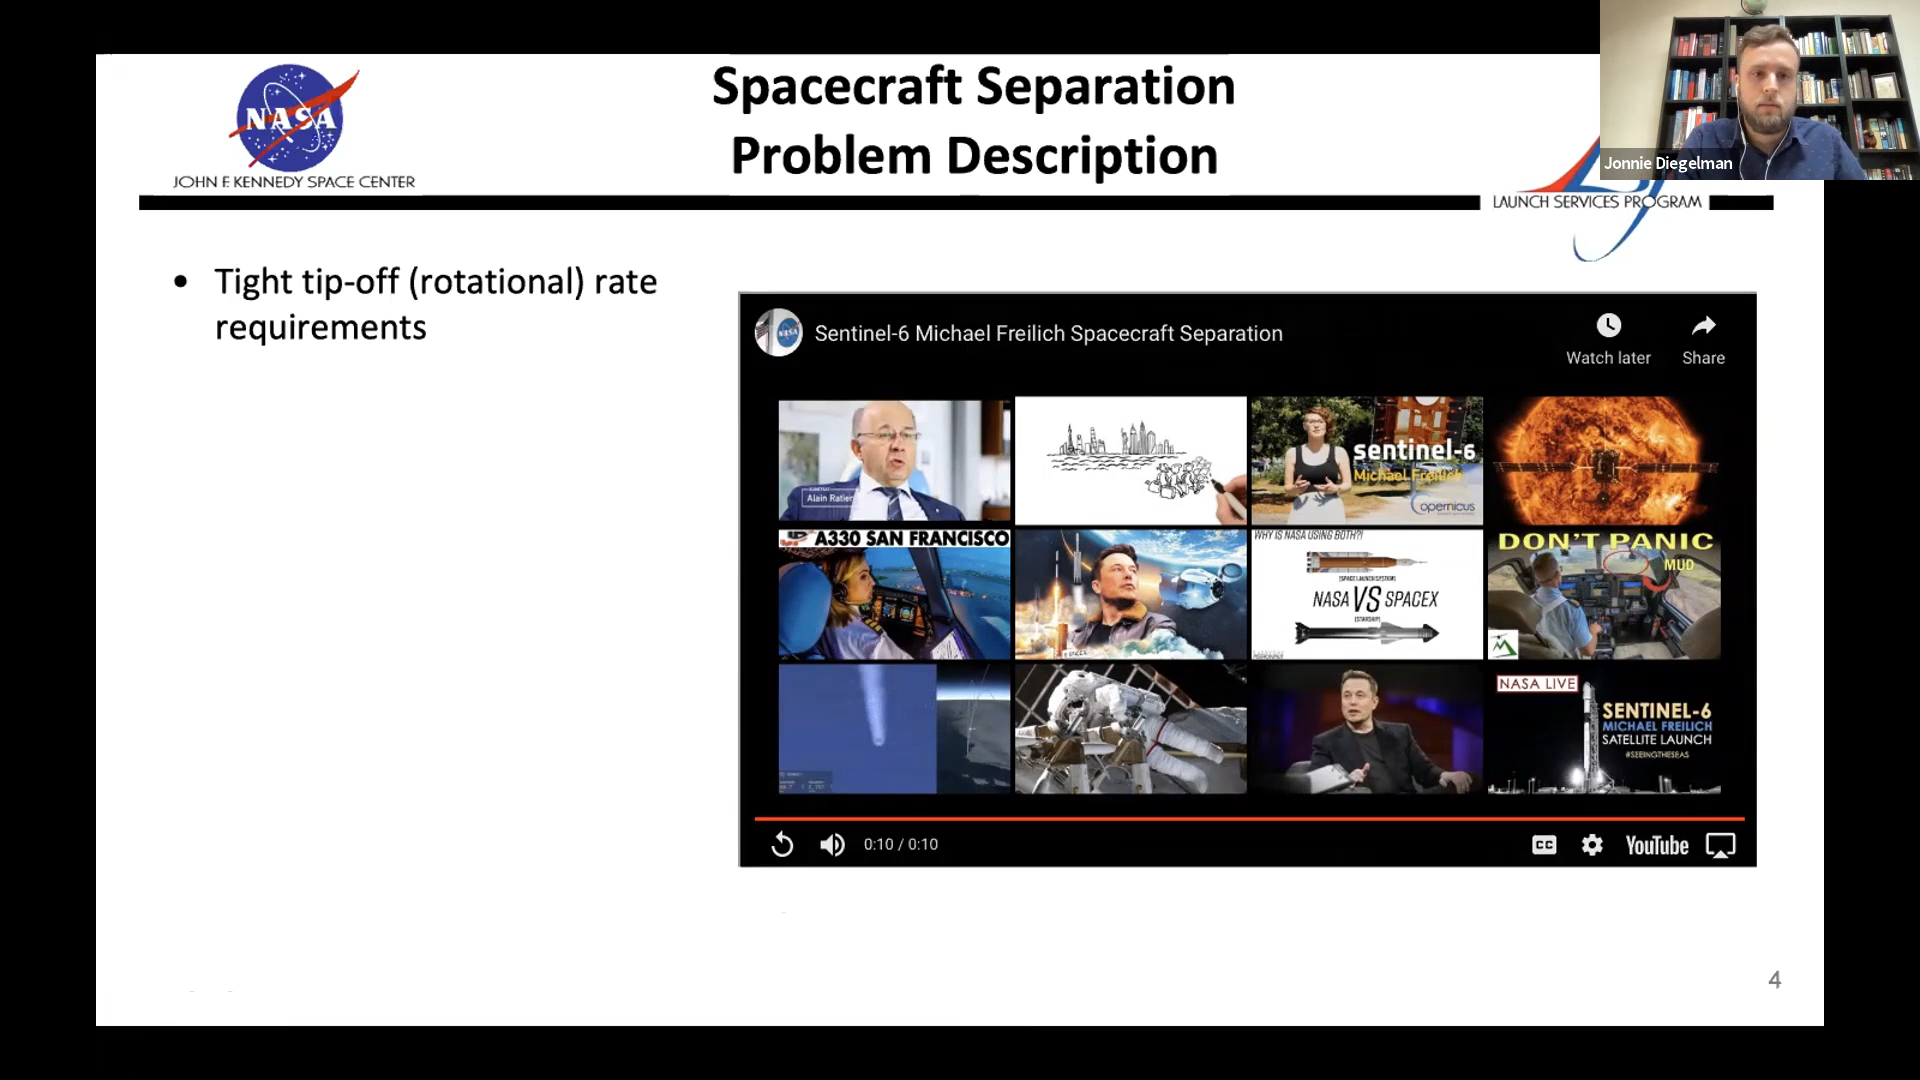 Spacecraft Separation
Problem Description
NASA
JOHN F. KENNEDY SPACE CENTER
Jonnie Diegelman
LAUNCH SERVICES PROGRAM
• Tight tip-off (rotational) rate
requirements
NASA
Sentinel-6 Michael Freilich Spacecraft Separation
Watch later
Share
Alain Ratier
sentinel-6
Michael Freilich
opernicus
A330 SAN FRANCISCO
WHY IS NASA USING BOTH?!
[SPACE LAUNCH SYSTEM]
NASA VS SPACEX
[STARSHIP]
DON'T PANIC
MUD
NASA LIVE
SENTINEL-6
MICHAEL FREILICH
SATELLITE LAUNCH
#SEEINGTHESEAS
0:10 / 0:10
CC
YouTube
4